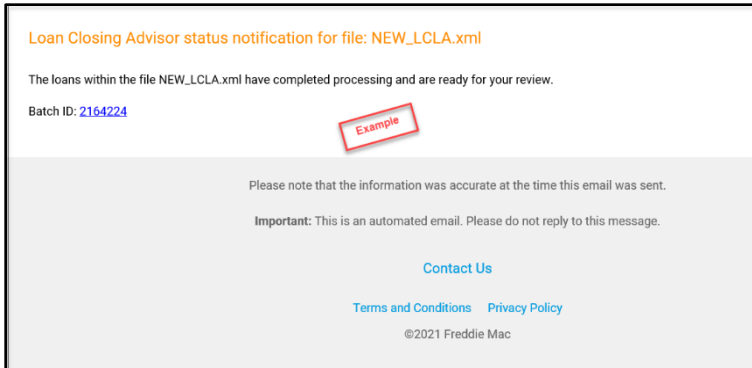 Loan Closing Advisor status notification for file: NEW_LCLA.xml
The loans within the file NEW_LCLA.xml have completed processing and are ready for your review.
Batch ID: 2164224
Example
Please note that the information was accurate at the time this email was sent.
Important: This is an automated email. Please do not reply to this message.
Contact Us
Terms and Conditions Privacy Policy
©2021 Freddie Mac